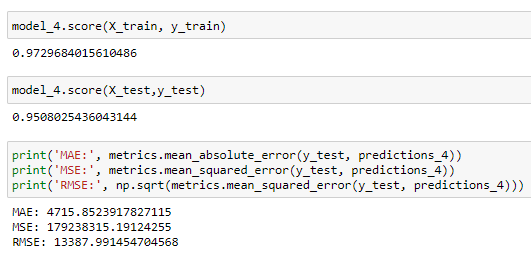 model_4.score(X_train, y_train)
0.9729684015610486
model_4.score(X_test,y_test)
0.9508025436043144
print('MAE:', metrics.mean_absolute_error(y_test, predictions_4))
print('MSE:', metrics.mean_squared_error(y_test, predictions_4))
print('RMSE:', np.sqrt(metrics.mean_squared_error(y_test, predictions_4)))
MAE: 4715.8523917827115
MSE: 179238315.19124255
RMSE: 13387.991454704568